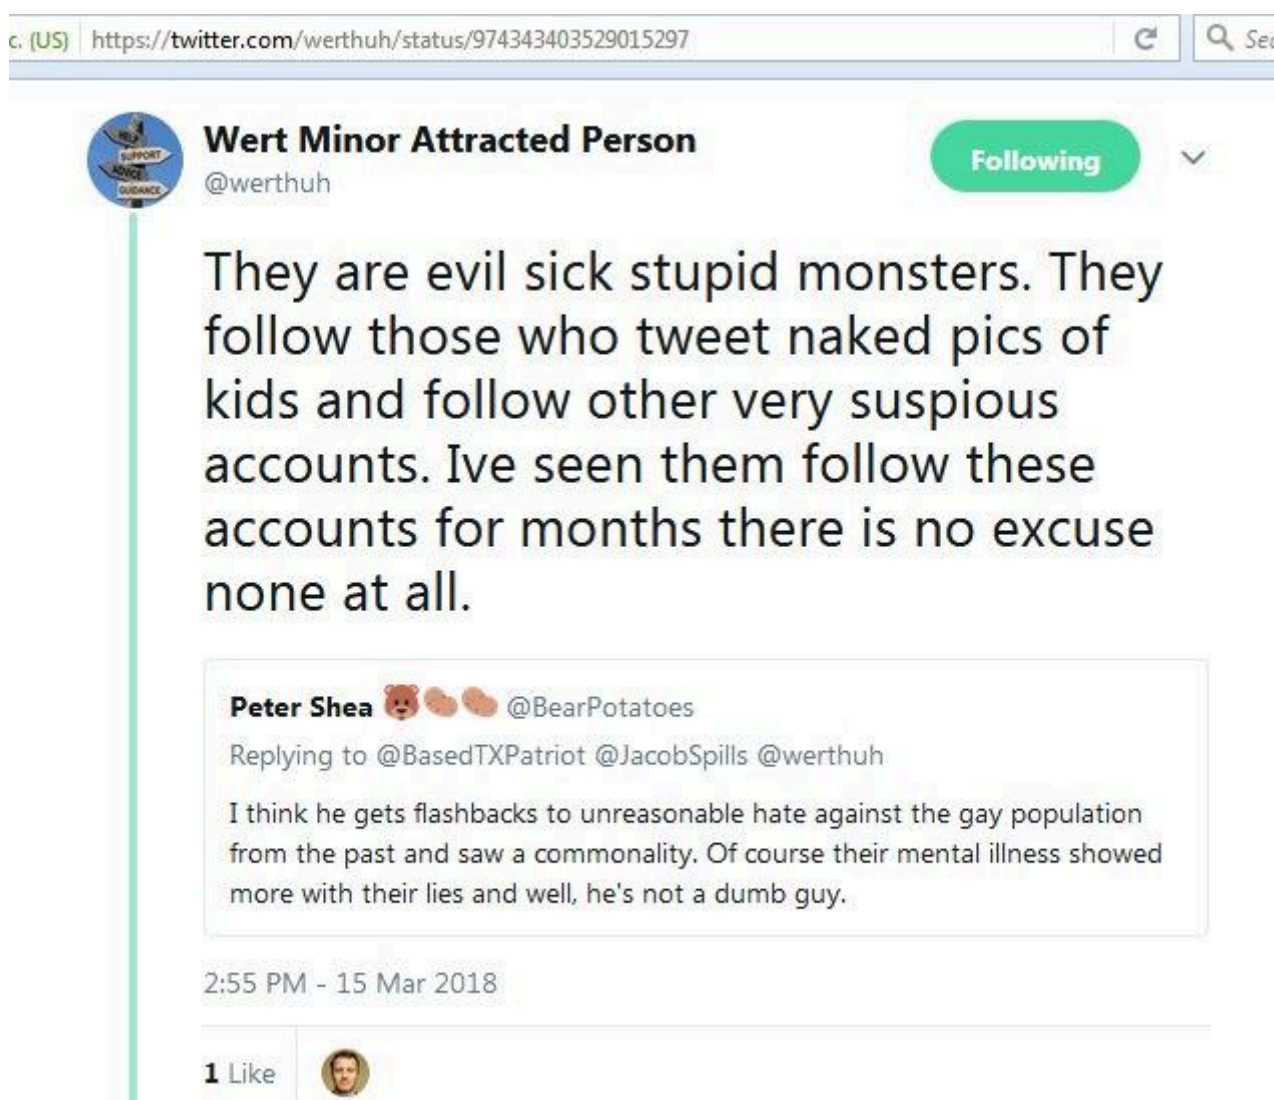 c. (US) https://twitter.com/werthuh/status/974343403529015297
HELP
SUPPORT
ADVICE
GUIDANCE
Wert Minor Attracted Person
@werthuh
Following
They are evil sick stupid monsters. They
follow those who tweet naked pics of
kids and follow other very suspious
accounts. Ive seen them follow these
accounts for months there is no excuse
none at all.
Peter Shea @BearPotatoes
Replying to @BasedTXPatriot @JacobSpills @werthuh
I think he gets flashbacks to unreasonable hate against the gay population
from the past and saw a commonality. Of course their mental illness showed
more with their lies and well, he's not a dumb guy.
2:55 PM - 15 Mar 2018
1 Like